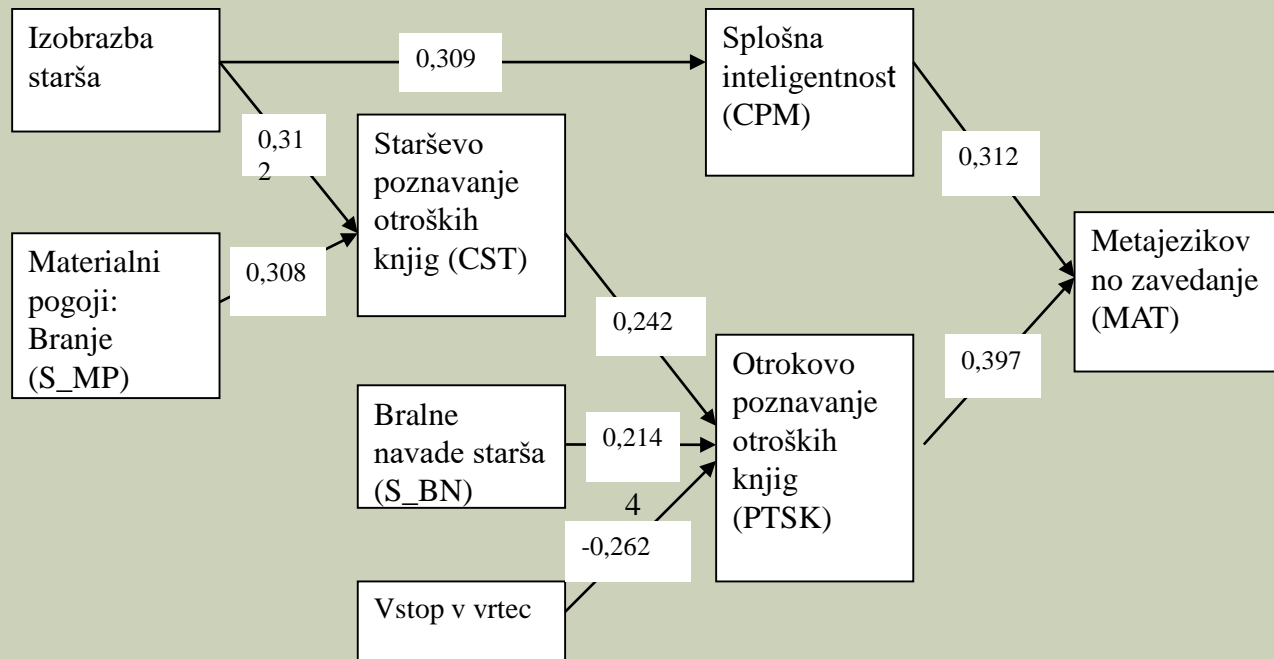 Izobrazba
starša
0,309
Splošna
inteligentnost
(CPM)
0,31
2
Starševo
poznavanje
otroških
knjig (CST)
0,312
Materialni
pogoji:
Branje
(S_MP)
0,308
Metajezikov
no zavedanje
(MAT)
0,242
Otrokovo
poznavanje
otroških
knjig
(PTSK)
0,397
Bralne
navade starša
(S_BN)
0,214
4
-0,262
Vstop v vrtec